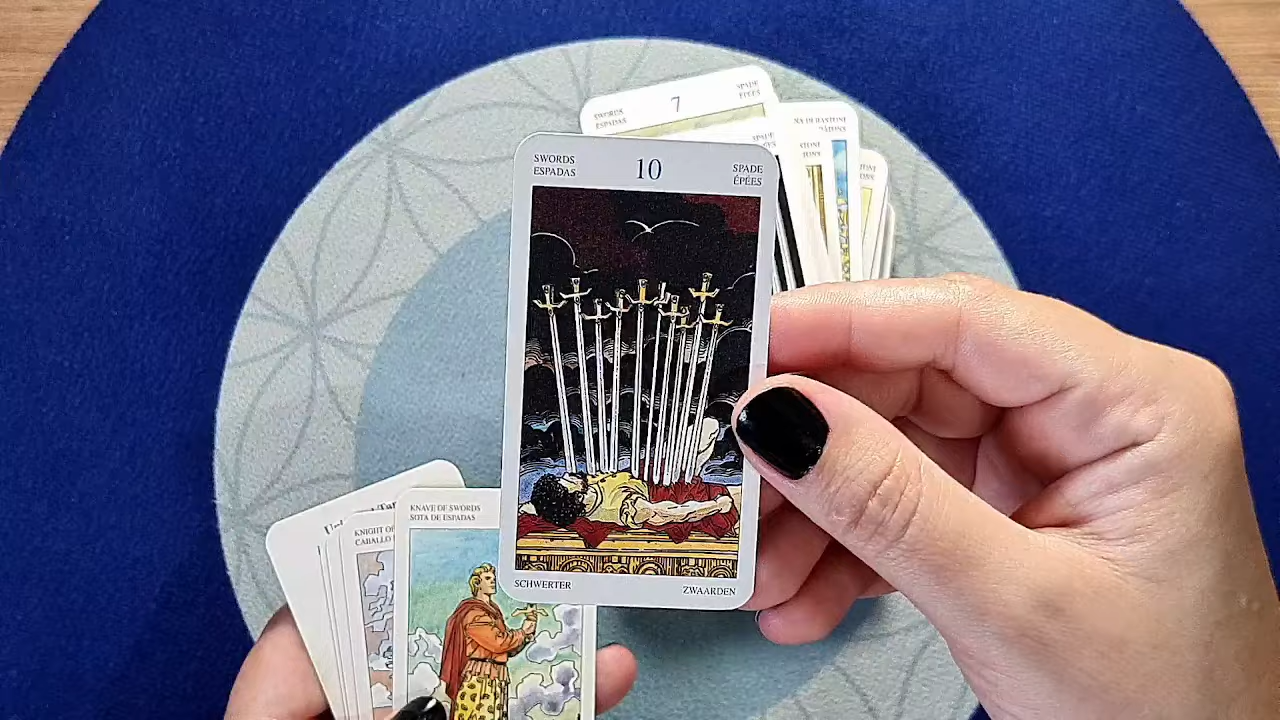 SWORDS
ESPADAS
7
SPADE
ÉPÉES
SWORDS
ESPADAS
10
SPADE
ÉPÉES
SCHWERTER
ZWAARDEN
KNIGHT OF
CABALLO
KNAVE OF SWORDS
SOTA DE ESPADAS